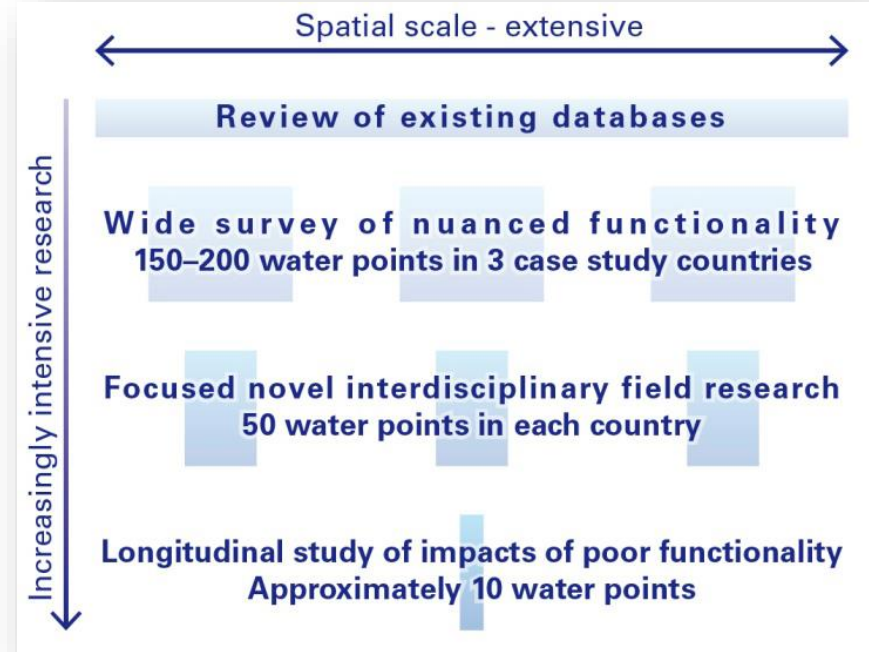 Spatial scale - extensive
Review of existing databases
Increasingly intensive research
Wide survey of nuanced functionality
150–200 water points in 3 case study countries
Focused novel interdisciplinary field research
50 water points in each country
Longitudinal study of impacts of poor functionality
Approximately 10 water points